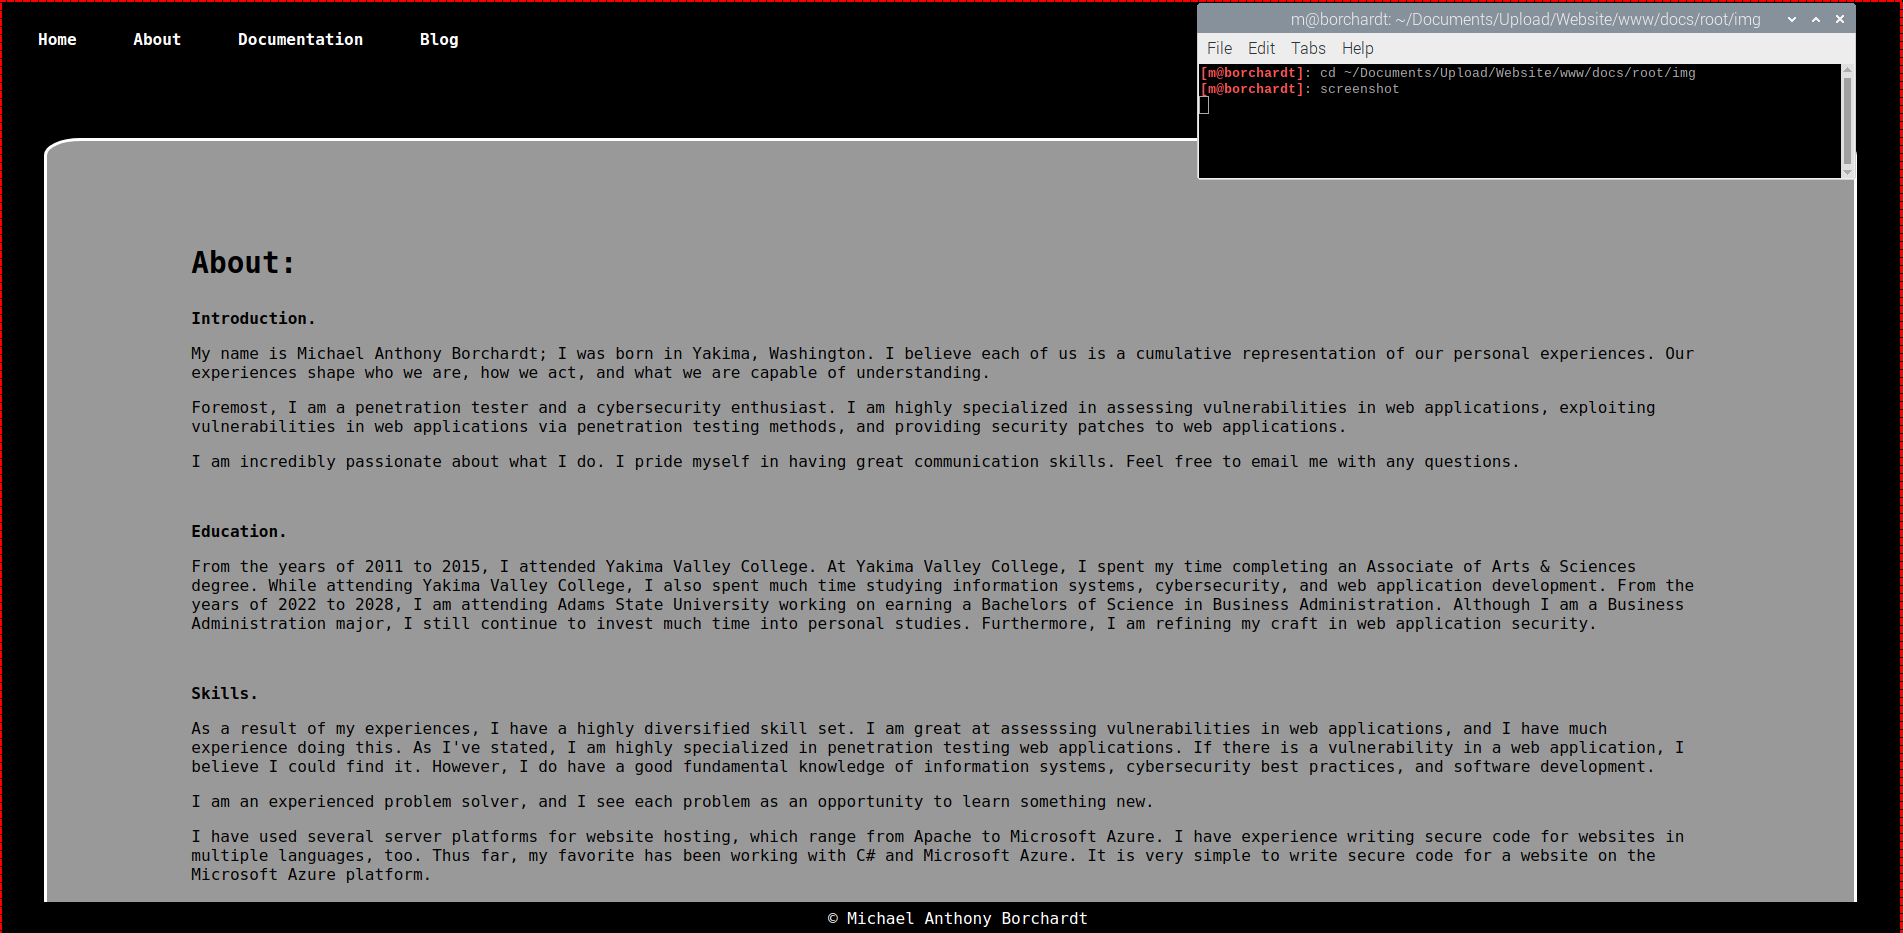 Home About Documentation Blog
m@borchardt: ~/Documents/Upload/Website/www/docs/root/img
File Edit Tabs Help
[m@borchardt]: cd ~/Documents/Upload/Website/www/docs/root/img
[m@borchardt]: screenshot
About:
Introduction.
My name is Michael Anthony Borchardt; I was born in Yakima, Washington. I believe each of us is a cumulative representation of our personal experiences. Our
experiences shape who we are, how we act, and what we are capable of understanding.
Foremost, I am a penetration tester and a cybersecurity enthusiast. I am highly specialized in assessing vulnerabilities in web applications, exploiting
vulnerabilities in web applications via penetration testing methods, and providing security patches to web applications.
I am incredibly passionate about what I do. I pride myself in having great communication skills. Feel free to email me with any questions.
Education.
From the years of 2011 to 2015, I attended Yakima Valley College. At Yakima Valley College, I spent my time completing an Associate of Arts & Sciences
degree. While attending Yakima Valley College, I also spent much time studying information systems, cybersecurity, and web application development. From the
years of 2022 to 2028, I am attending Adams State University working on earning a Bachelors of Science in Business Administration. Although I am a Business
Administration major, I still continue to invest much time into personal studies. Furthermore, I am refining my craft in web application security.
Skills.
As a result of my experiences, I have a highly diversified skill set. I am great at assesssing vulnerabilities in web applications, and I have much
experience doing this. As I've stated, I am highly specialized in penetration testing web applications. If there is a vulnerability in a web application, I
believe I could find it. However, I do have a good fundamental knowledge of information systems, cybersecurity best practices, and software development.
I am an experienced problem solver, and I see each problem as an opportunity to learn something new.
I have used several server platforms for website hosting, which range from Apache to Microsoft Azure. I have experience writing secure code for websites in
multiple languages, too. Thus far, my favorite has been working with C# and Microsoft Azure. It is very simple to write secure code for a website on the
Microsoft Azure platform.
© Michael Anthony Borchardt